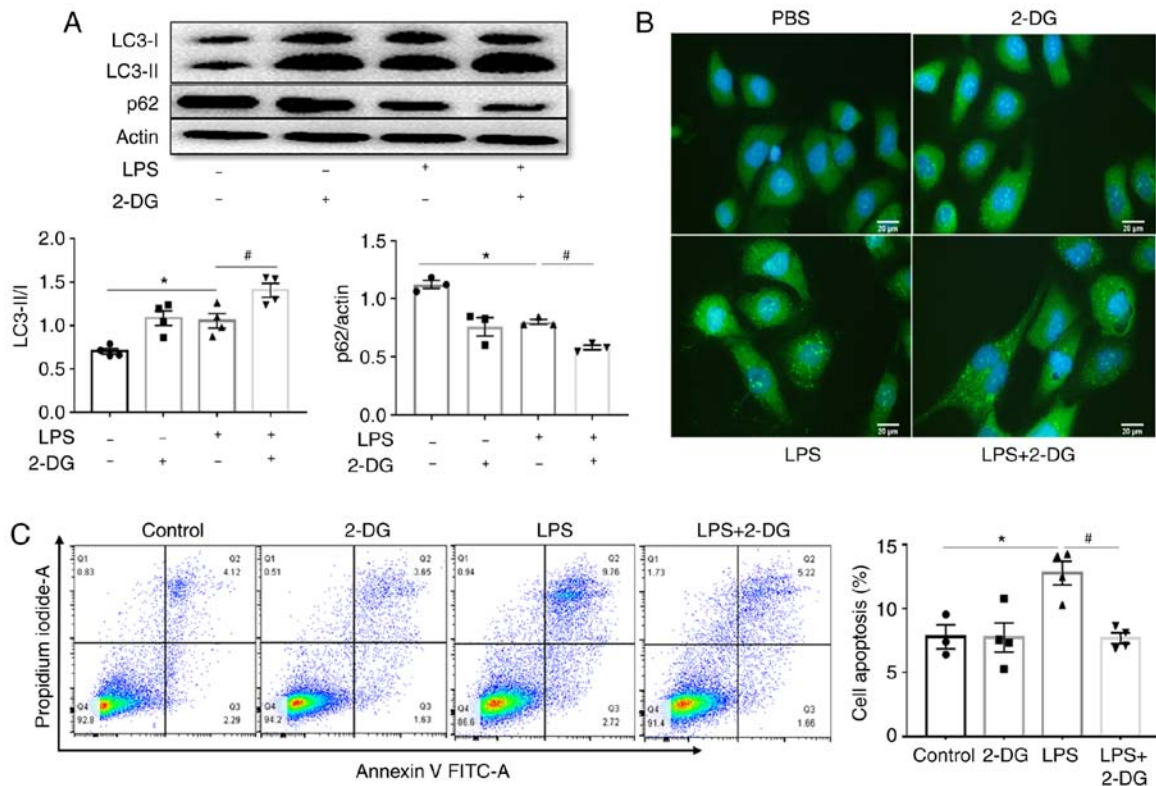 A
LC3-I
LC3-II
p62
Actin
LPS – – + +
2-DG – + – +
LC3-II/I
2.0
1.5
1.0
0.5
0.0
* #
LPS – – + +
2-DG – + – +
p62/actin
1.5
1.0
0.5
0.0
* #
LPS – – + +
2-DG – + – +
B
PBS 2-DG
20 µm 20 µm
20 µm 20 µm
LPS LPS+2-DG
C
Control 2-DG LPS LPS+2-DG
Propidium iodide-A
Q1 Q2
0.83 4.12
Q4 Q3
92.8 2.29
Q1 Q2
0.51 3.65
Q4 Q3
94.2 1.63
Q1 Q2
0.94 9.76
Q4 Q3
86.6 2.72
Q1 Q2
1.73 5.22
Q4 Q3
91.4 1.66
Annexin V FITC-A
Cell apoptosis (%)
15
10
5
0
* #
Control 2-DG LPS LPS+
2-DG